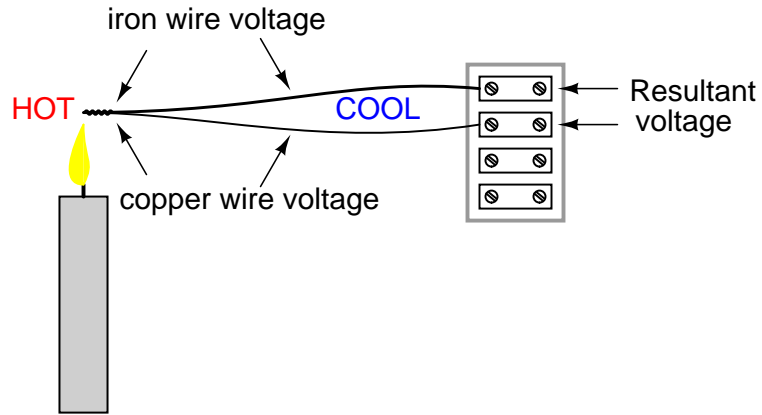 iron wire voltage
HOT
COOL
Resultant
voltage
copper wire voltage